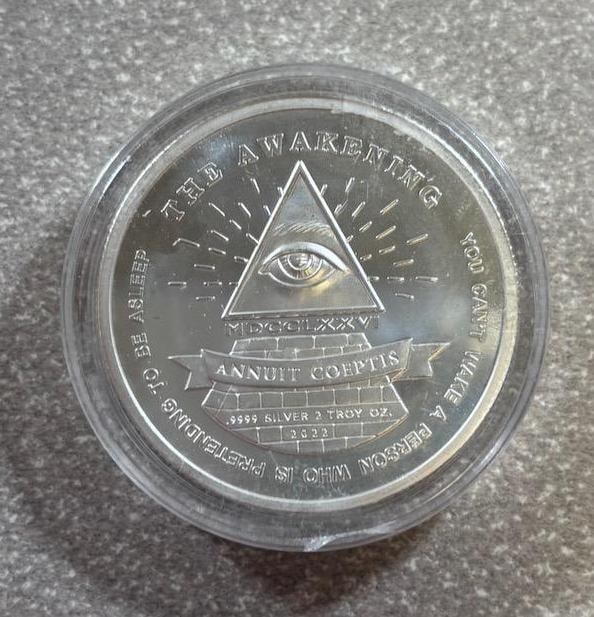 THE AWAKENING
YOU CAN'T WAKE A PERSON WHO IS PRETENDING TO BE ASLEEP
MDCCLXXVI
ANNUIT COEPTIS
.9999 SILVER 2 TROY OZ.
2022